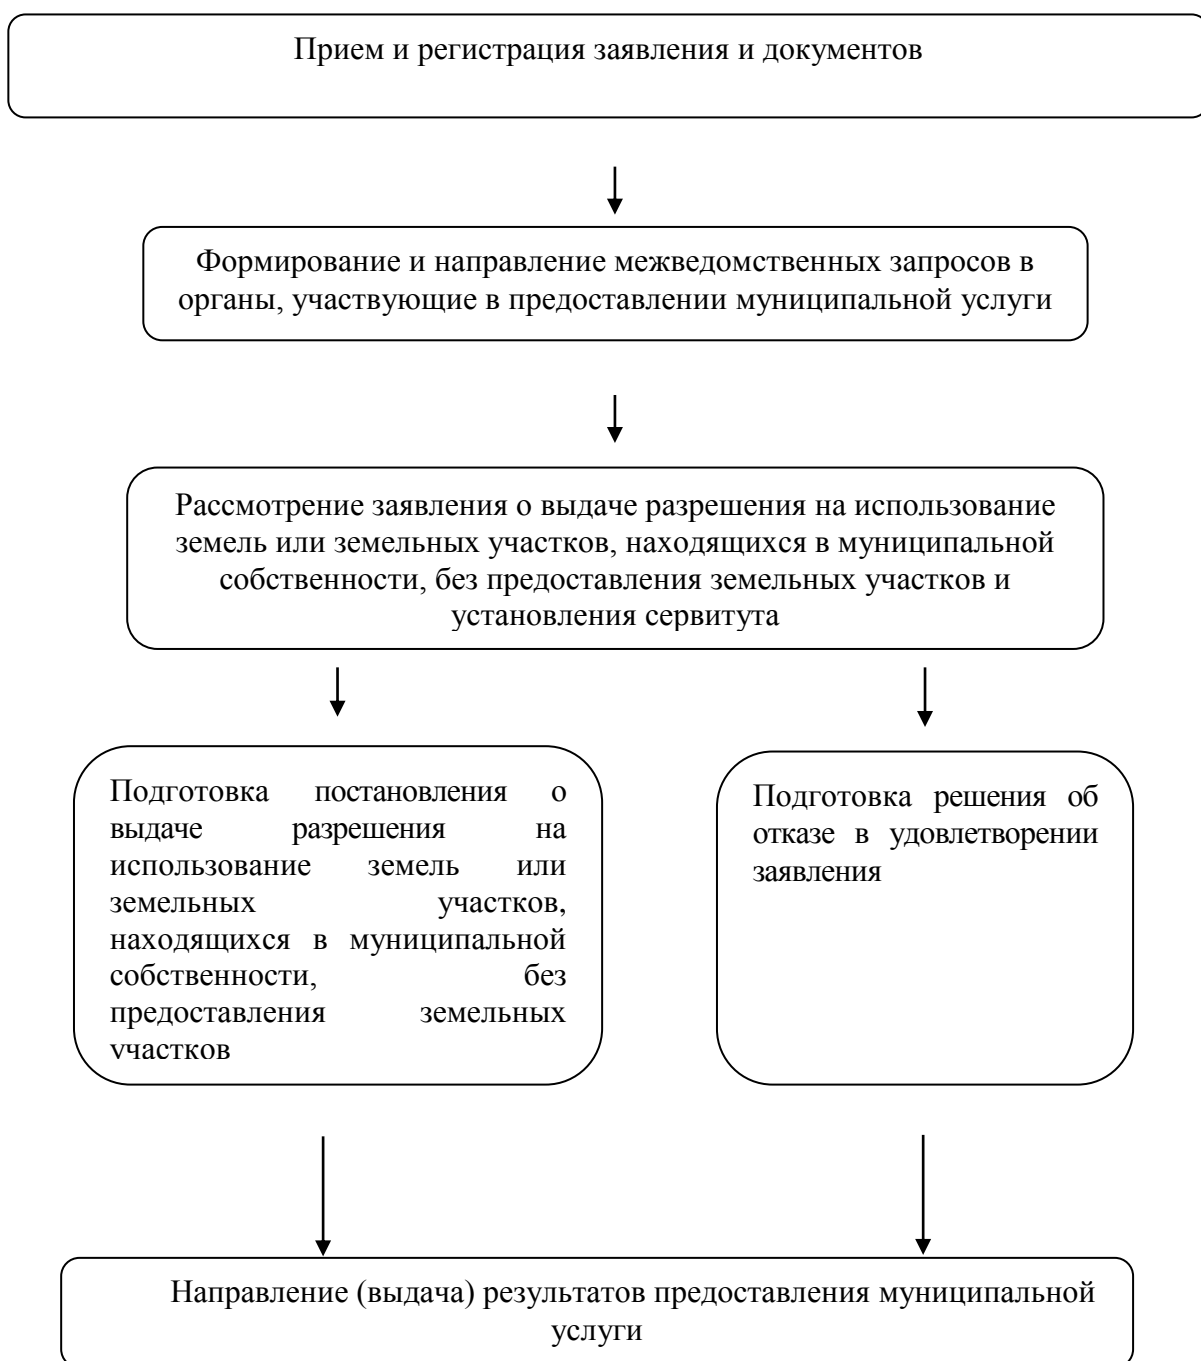 Прием и регистрация заявления и документов
Формирование и направление межведомственных запросов в
органы, участвующие в предоставлении муниципальной услуги
Рассмотрение заявления о выдаче разрешения на использование
земель или земельных участков, находящихся в муниципальной
собственности, без предоставления земельных участков и
установления сервитута
Подготовка постановления о
выдаче разрешения на
использование земель или
земельных участков,
находящихся в муниципальной
собственности, без
предоставления земельных
участков
Подготовка решения об
отказе в удовлетворении
заявления
Направление (выдача) результатов предоставления муниципальной
услуги